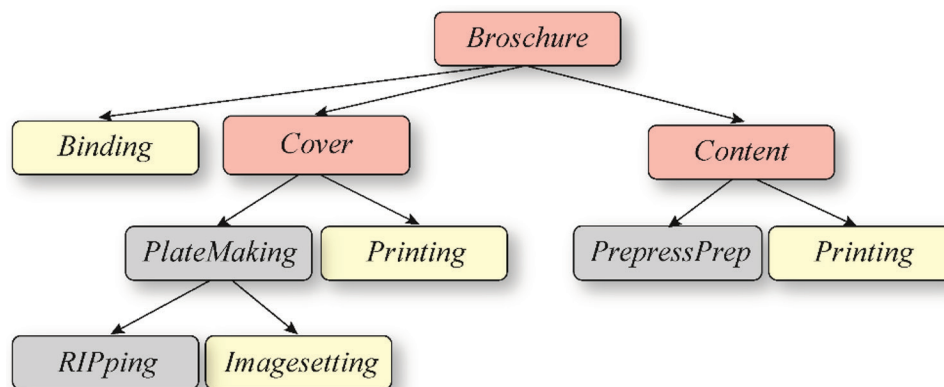 Broschure
Binding
Cover
Content
PlateMaking
Printing
PrepressPrep
Printing
RIPping
Imagesetting